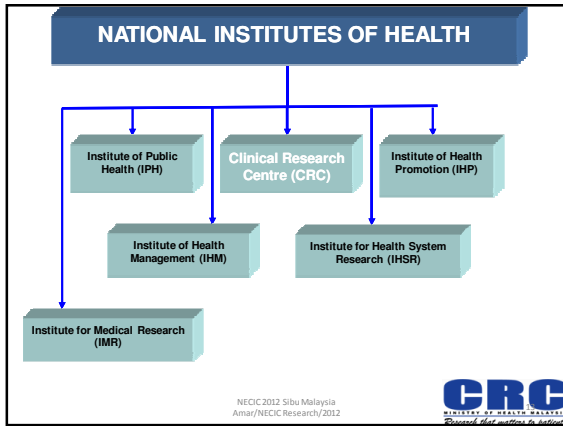 NATIONAL INSTITUTES OF HEALTH
Institute of Public
Health (IPH)
Clinical Research
Centre (CRC)
Institute of Health
Promotion (IHP)
Institute of Health
Management (IHM)
Institute for Health System
Research (IHSR)
Institute for Medical Research
(IMR)
NECIC 2012 Sibu Malaysia
Amar/NECIC Research/2012
CRC
MINISTRY OF HEALTH MALAYSI
Research that matters to patient